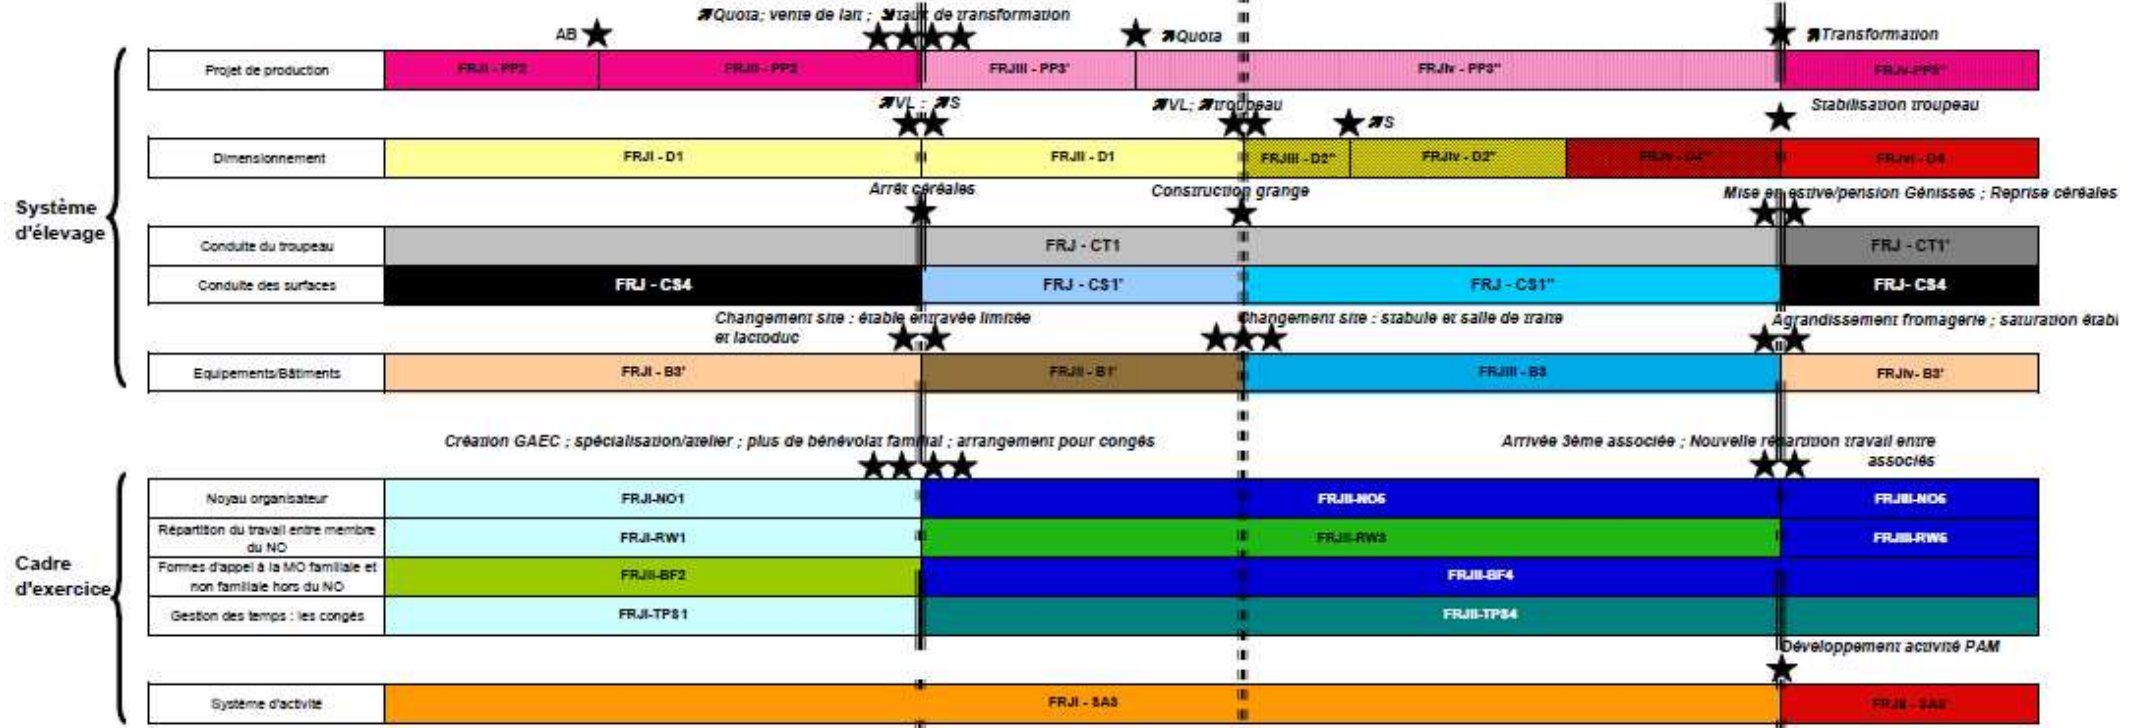 ↗Quota; vente de lait ; ↘taux de transformation
AB
↗Quota
↗Transformation
Projet de production
FRJI - PP2
FRJII - PP2
FRJIII - PP3'
FRJIv - PP3"
↗VL ; ↗S
↗VL; ↗troupeau
↗S
Stabilisation troupeau
Dimensionnement
FRJI - D1
FRJII - D1
FRJIII - D2"
FRJIv - D2"
FRJvI - D4
Arrêt céréales
Construction grange
Mise en estive/pension Génisses ; Reprise céréales
Système
d'élevage
Conduite du troupeau
FRJ - CT1
FRJ - CT1'
Conduite des surfaces
FRJ - CS4
FRJ - CS1'
FRJ - CS1"
FRJ- CS4
Changement site : étable entravée limitée
et lactoduc
Changement site : stabule et salle de traite
Agrandissement fromagerie ; saturation établ
Equipements/Bâtiments
FRJI - B3'
FRJII - B1'
FRJIII - B3
FRJIv- B3'
Création GAEC ; spécialisation/atelier ; plus de bénévolat familial ; arrangement pour congés
Arrivée 3ème associée ; Nouvelle répartition travail entre
associés
Noyau organisateur
FRJI-NO1
FRJII-NO5
FRJIII-NO5
Répartition du travail entre membre
du NO
FRJI-RW1
FRJII-RW3
FRJIII-RW5
Cadre
d'exercice
Formes d'appel à la MO familiale et
non familiale hors du NO
FRJII-BF2
FRJII-BF4
Gestion des temps : les congés
FRJI-TPS1
FRJII-TPS4
Développement activité PAM
Système d'activité
FRJI - SA3